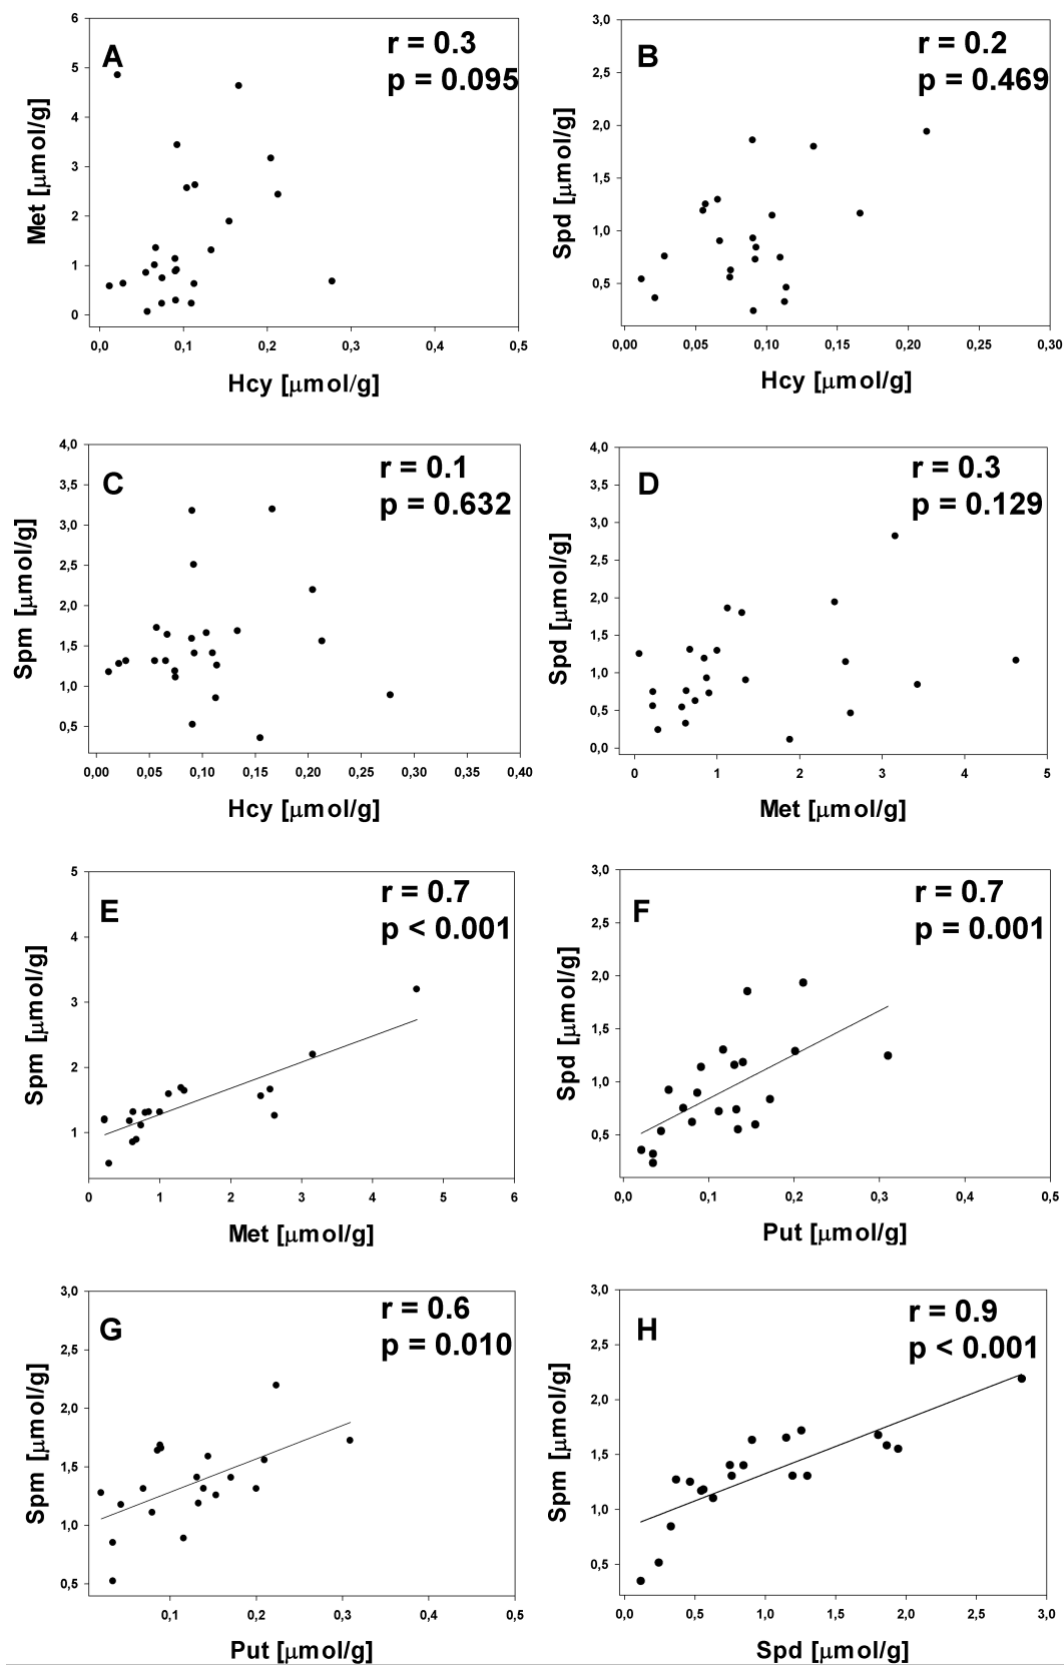 A
r = 0.3
p = 0.095
6
5
4
3
2
1
0
Met [μmol/g]
0,0 0,1 0,2 0,3 0,4 0,5
Hcy [μmol/g]
B
r = 0.2
p = 0.469
3,0
2,5
2,0
1,5
1,0
0,5
Spd [μmol/g]
0,00 0,05 0,10 0,15 0,20 0,25 0,30
Hcy [μmol/g]
C
r = 0.1
p = 0.632
4,0
3,5
3,0
2,5
2,0
1,5
1,0
0,5
Spm [μmol/g]
0,00 0,05 0,10 0,15 0,20 0,25 0,30 0,35 0,40
Hcy [μmol/g]
D
r = 0.3
p = 0.129
4,0
3,5
3,0
2,5
2,0
1,5
1,0
0,5
0,0
Spd [μmol/g]
0 1 2 3 4 5
Met [μmol/g]
E
r = 0.7
p < 0.001
5
4
3
2
1
Spm [μmol/g]
0 1 2 3 4 5 6
Met [μmol/g]
F
r = 0.7
p = 0.001
3,0
2,5
2,0
1,5
1,0
0,5
Spd [μmol/g]
0,0 0,1 0,2 0,3 0,4 0,5
Put [μmol/g]
G
r = 0.6
p = 0.010
3,0
2,5
2,0
1,5
1,0
0,5
Spm [μmol/g]
0,1 0,2 0,3 0,4 0,5
Put [μmol/g]
H
r = 0.9
p < 0.001
3,0
2,5
2,0
1,5
1,0
0,5
Spm [μmol/g]
0,0 0,5 1,0 1,5 2,0 2,5 3,0
Spd [μmol/g]